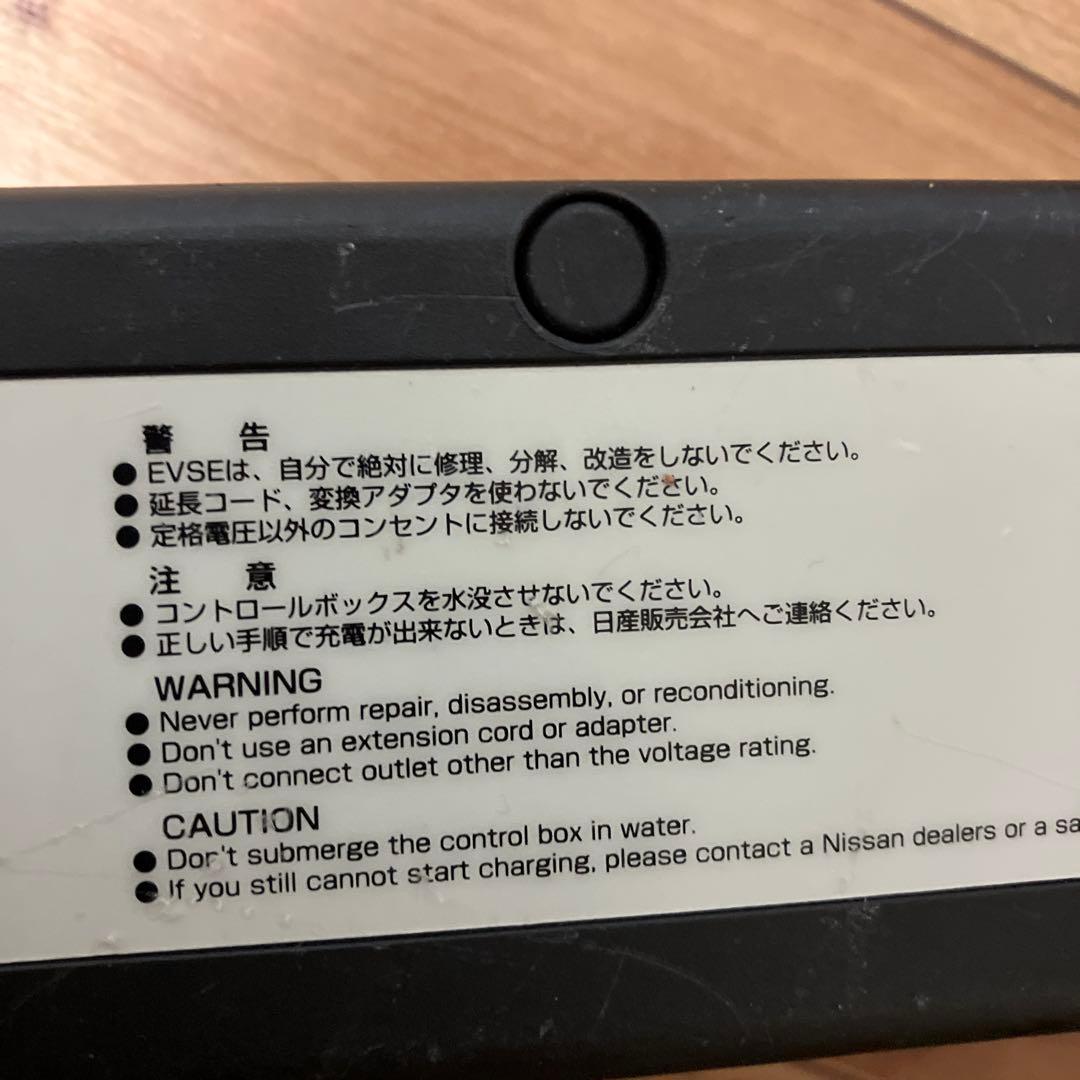 警 告
● EVSEは、自分で絶対に修理、分解、改造をしないでください。
● 延長コード、変換アダプタを使わないでください。
● 定格電圧以外のコンセントに接続しないでください。
注 意
● コントロールボックスを水没させないでください。
● 正しい手順で充電が出来ないときは、日産販売会社へご連絡ください。
WARNING
● Never perform repair, disassembly, or reconditioning.
● Don't use an extension cord or adapter.
● Don't connect outlet other than the voltage rating.
CAUTION
● Don't submerge the control box in water.
● If you still cannot start charging, please contact a Nissan dealers or a sa